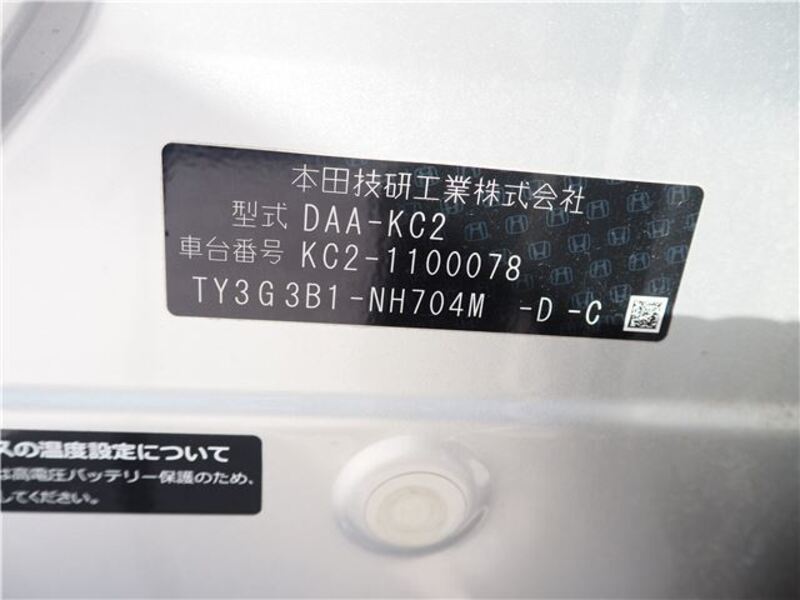 本田技研工業株式会社
型式 DAA-KC2
車台番号 KC2-1100078
TY3G3B1-NH704M -D -C
スの温度設定について
は高電圧バッテリー保護のため、
してください。